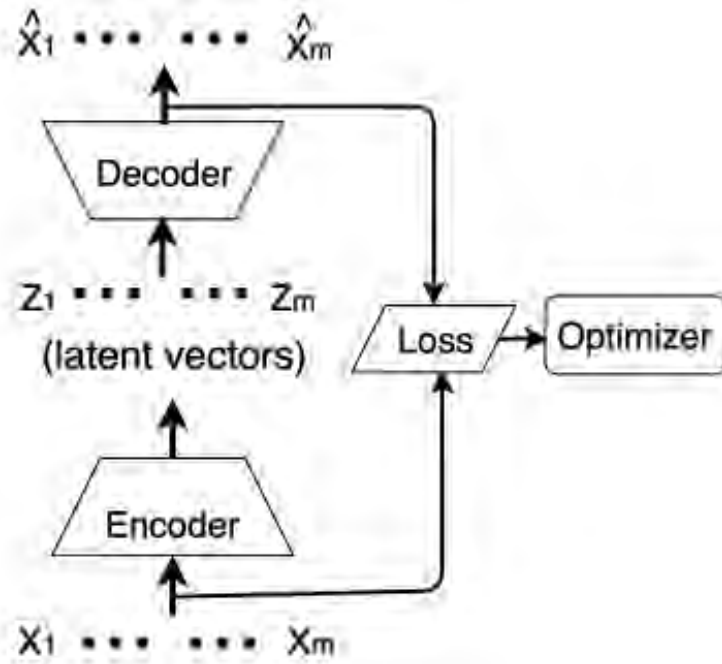 x̂1 ... ... x̂m
Decoder
z1 ... ... zm
(latent vectors)
Loss
Optimizer
Encoder
x1 ... ... xm